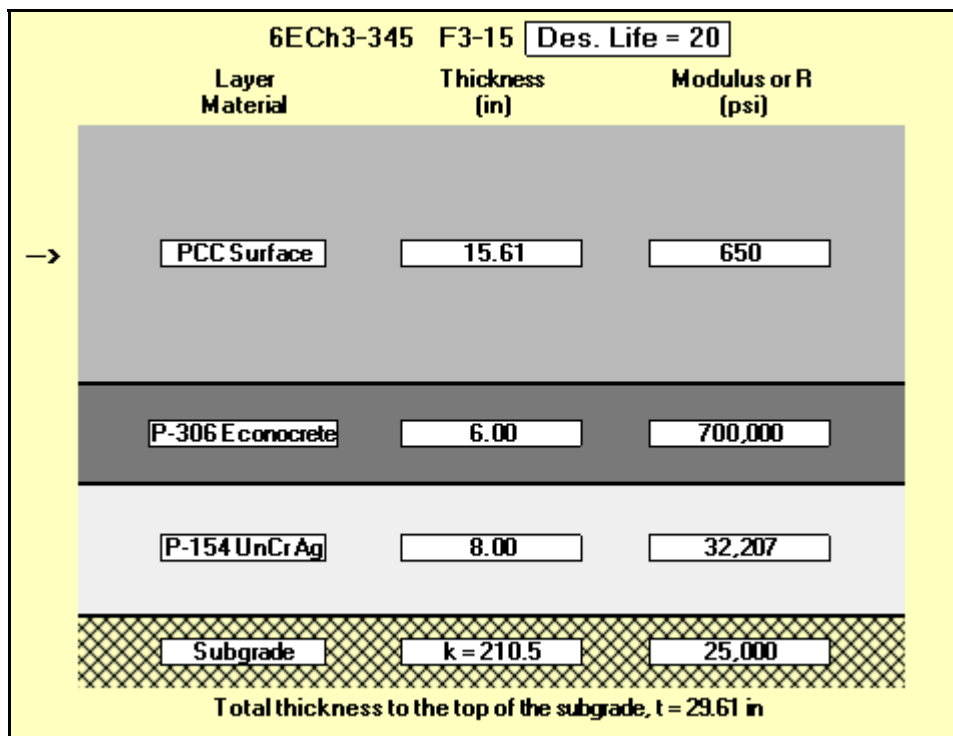 6ECh3-345 F3-15 Des. Life = 20
Layer Material Thickness (in) Modulus or R (psi)
--> PCC Surface 15.61 650
P-306 Econocrete 6.00 700,000
P-154 UnCrAg 8.00 32,207
Subgrade k = 210.5 25,000
Total thickness to the top of the subgrade, t = 29.61 in